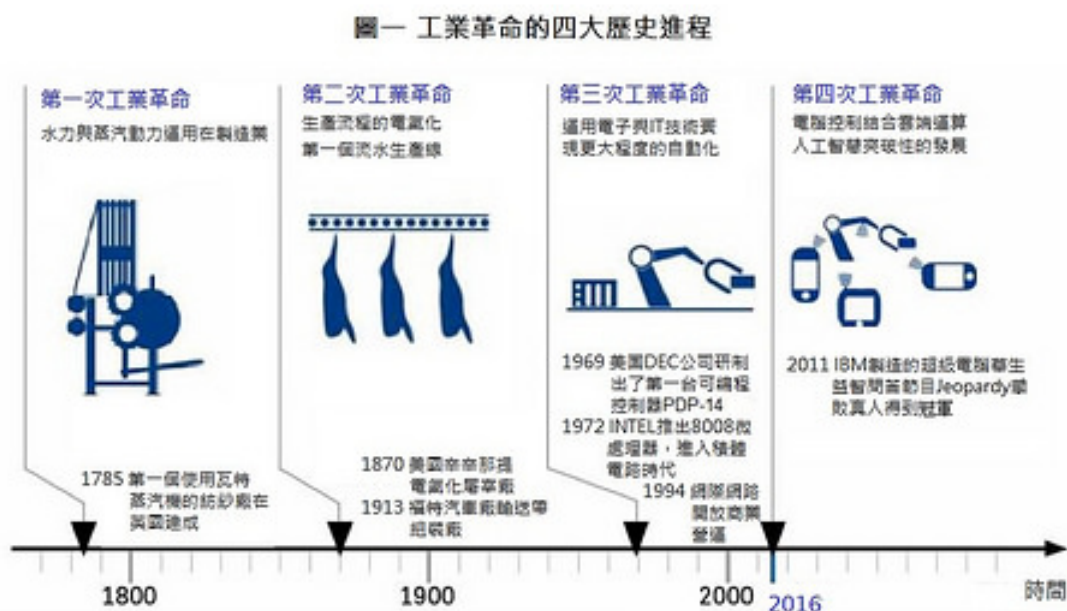 圖一 工業革命的四大歷史進程
第一次工業革命
水力與蒸汽動力運用在製造業
1785 第一個使用瓦特
蒸汽機的紡紗廠在
英國建成
第二次工業革命
生產流程的電氣化
第一個流水生產線
1870 美國辛辛那提
電氣化屠宰廠
1913 福特汽車廠輸送帶
組裝廠
第三次工業革命
運用電子與IT技術實
現更大程度的自動化
1969 美国DEC公司研制
出了第一台可編程
控制器PDP-14
1972 INTEL推出8008微
處理器，進入積體
電路時代
1994 網際網路
開放商業
營運
第四次工業革命
電腦控制結合雲端運算
人工智慧突破性的發展
2011 IBM製造的超級電腦華生
益智問答節目Jeopardy擊
敗真人得到冠軍
1800
1900
2000
2016
時間